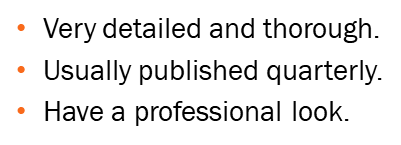 • Very detailed and thorough.
• Usually published quarterly.
• Have a professional look.